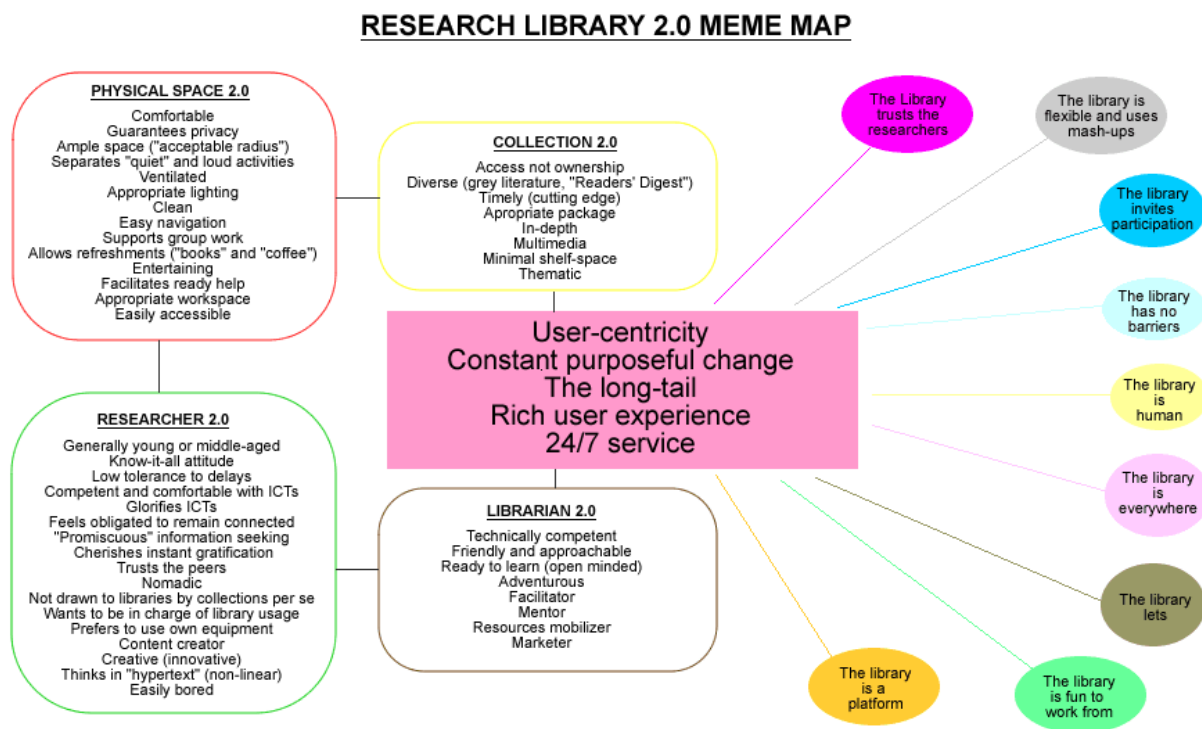 RESEARCH LIBRARY 2.0 MEME MAP
PHYSICAL SPACE 2.0
Comfortable
Guarantees privacy
Ample space ("acceptable radius")
Separates "quiet" and loud activities
Ventilated
Appropriate lighting
Clean
Easy navigation
Supports group work
Allows refreshments ("books" and "coffee")
Entertaining
Facilitates ready help
Appropriate workspace
Easily accessible
COLLECTION 2.0
Access not ownership
Diverse (grey literature, "Readers' Digest")
Timely (cutting edge)
Apropriate package
In-depth
Multimedia
Minimal shelf-space
Thematic
User-centricity
Constant purposeful change
The long-tail
Rich user experience
24/7 service
RESEARCHER 2.0
Generally young or middle-aged
Know-it-all attitude
Low tolerance to delays
Competent and comfortable with ICTs
Glorifies ICTs
Feels obligated to remain connected
"Promiscuous" information seeking
Cherishes instant gratification
Trusts the peers
Nomadic
Not drawn to libraries by collections per se
Wants to be in charge of library usage
Prefers to use own equipment
Content creator
Creative (innovative)
Thinks in "hypertext" (non-linear)
Easily bored
LIBRARIAN 2.0
Technically competent
Friendly and approachable
Ready to learn (open minded)
Adventurous
Facilitator
Mentor
Resources mobilizer
Marketer
The Library
trusts the
researchers
The library is
flexible and uses
mash-ups
The library
invites
participation
The library
has no
barriers
The library
is
human
The library
is
everywhere
The library
lets
The library
is fun to
work from
The library
is a
platform